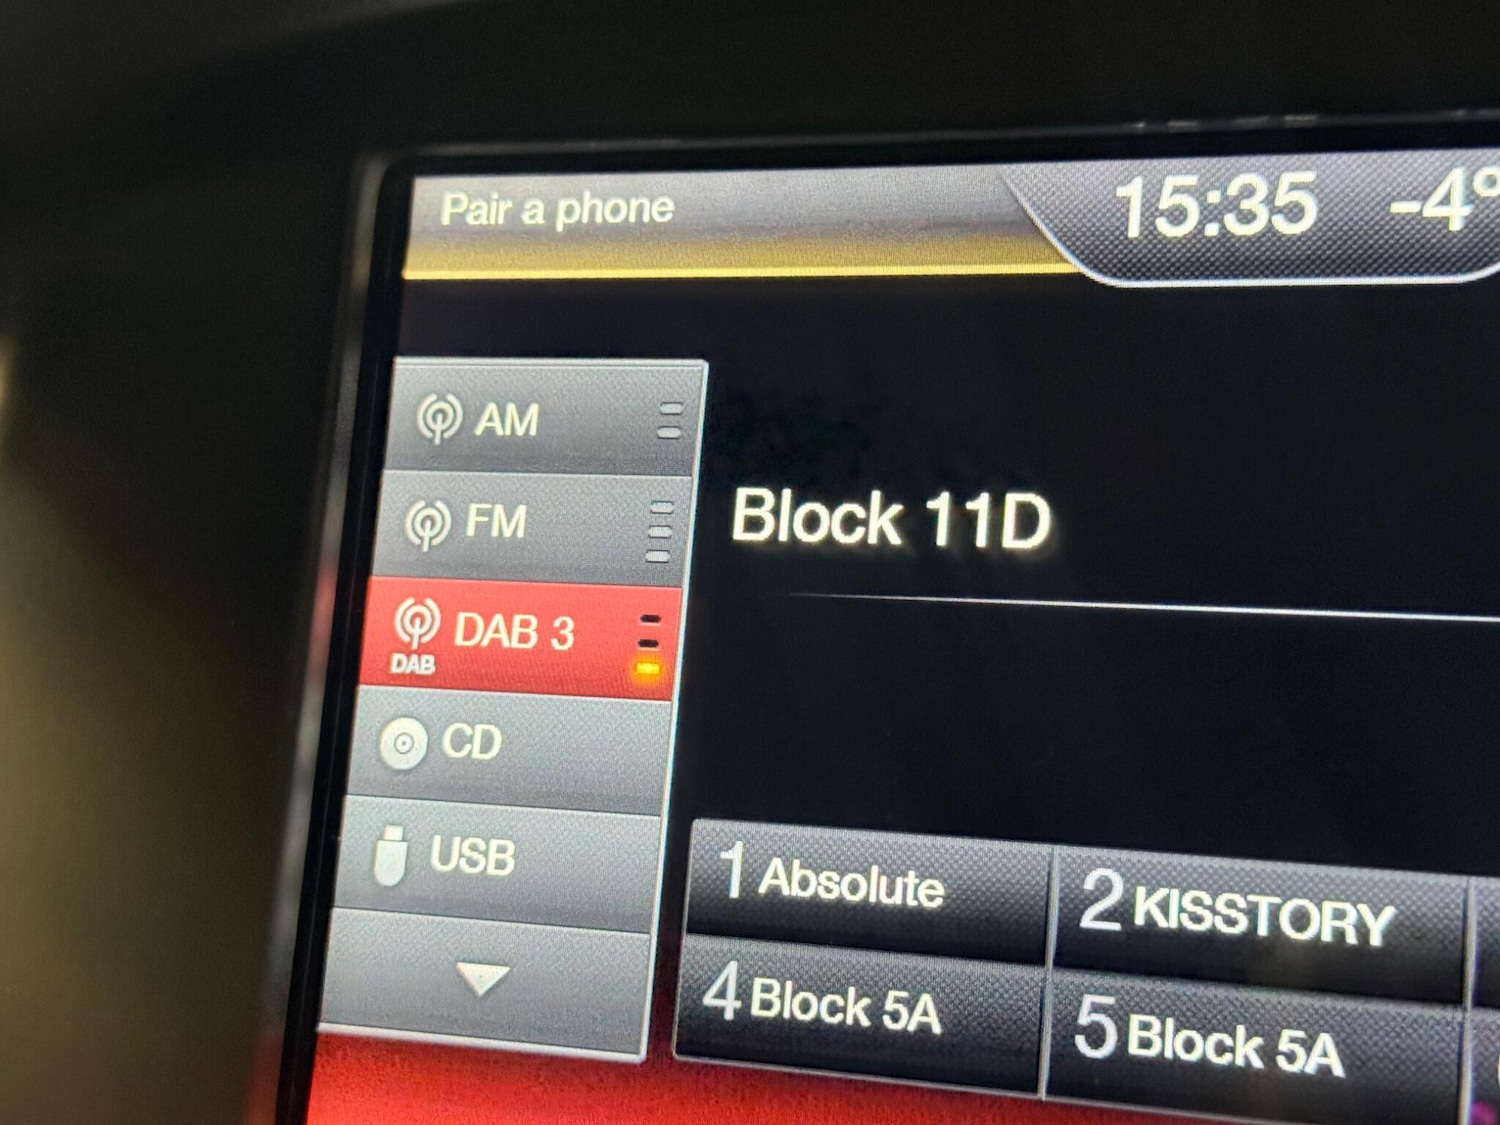 Pair a phone
15:35 -4°
AM
FM
DAB 3
DAB
CD
USB
Block 11D
1 Absolute
2 KISSTORY
4 Block 5A
5 Block 5A